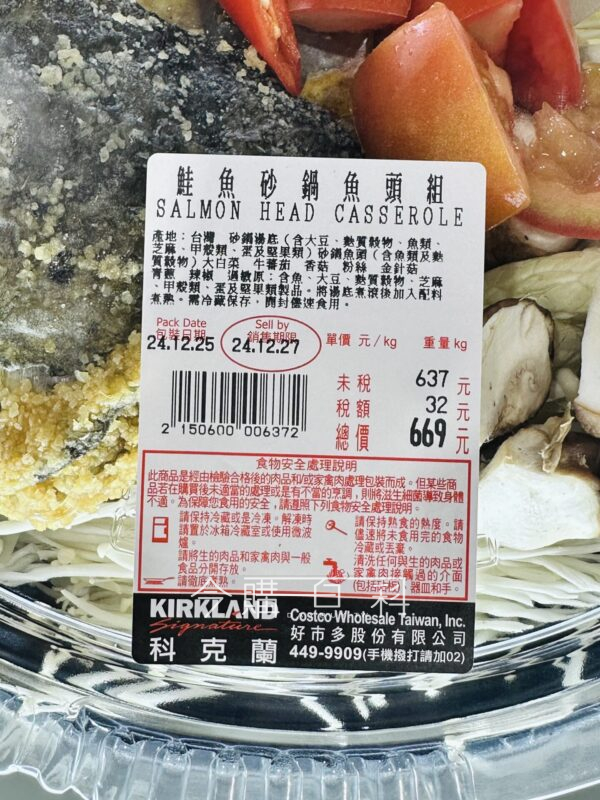 鮭魚砂鍋魚頭組
SALMON HEAD CASSEROLE
產地：台灣 砂鍋湯底（含大豆、麩質穀物、魚類、
芝麻、甲殼類、蛋及堅果類）砂鍋魚頭（含魚類及麩
質穀物）大白菜 牛蕃茄 香菇 粉絲 金針菇
青蔥 辣椒 過敏原：含魚、大豆、麩質穀物、芝麻
、甲殼類、蛋及堅果類製品。將湯底煮滾後加入配料
煮熟。需冷藏保存，開封儘速食用。
Pack Date
包裝日期
24.12.25
Sell by
銷售期限
24.12.27
單價 元/kg
重量 kg
未稅 637 元
稅額 32 元
總價 669 元
2 150600 006372
食物安全處理說明
此商品是經由檢驗合格後的肉品和/或家禽肉處理包裝而成。但某些商
品若在購買後未適當的處理或是有不當的烹調，則將滋生細菌導致身體
不適。為保障您食用的安全，請遵照下列食物安全處理說明。
請保持冷藏或是冷凍。解凍時
請置於冰箱冷藏室或使用微波
爐。
請將生的肉品和家禽肉與一般
食品分開存放。
請徹底煮熟。
請保持熱食的熱度。請
儘速將未食用完的食物
冷藏或丟棄。
清洗任何與生的肉品或
家禽肉接觸過的介面
(包括砧板)，器皿和手。
合購百科
KIRKLAND
Signature
科克蘭
Costco Wholesale Taiwan, Inc.
好市多股份有限公司
449-9909(手機撥打請加02)